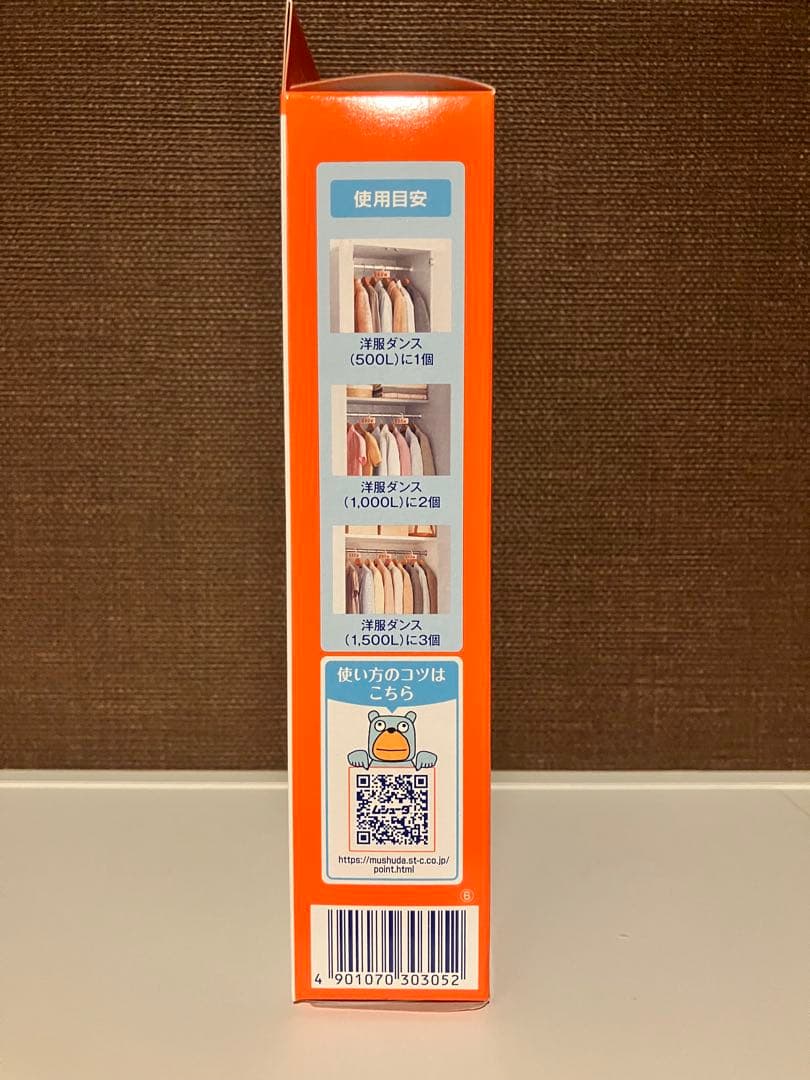 使用目安
洋服ダンス
(500L)に1個
洋服ダンス
(1,000L)に2個
洋服ダンス
(1,500L)に3個
使い方のコツは
こちら
ムシューダ
https://mushuda.st-c.co.jp/
point.html
⑥
4 901070 303052